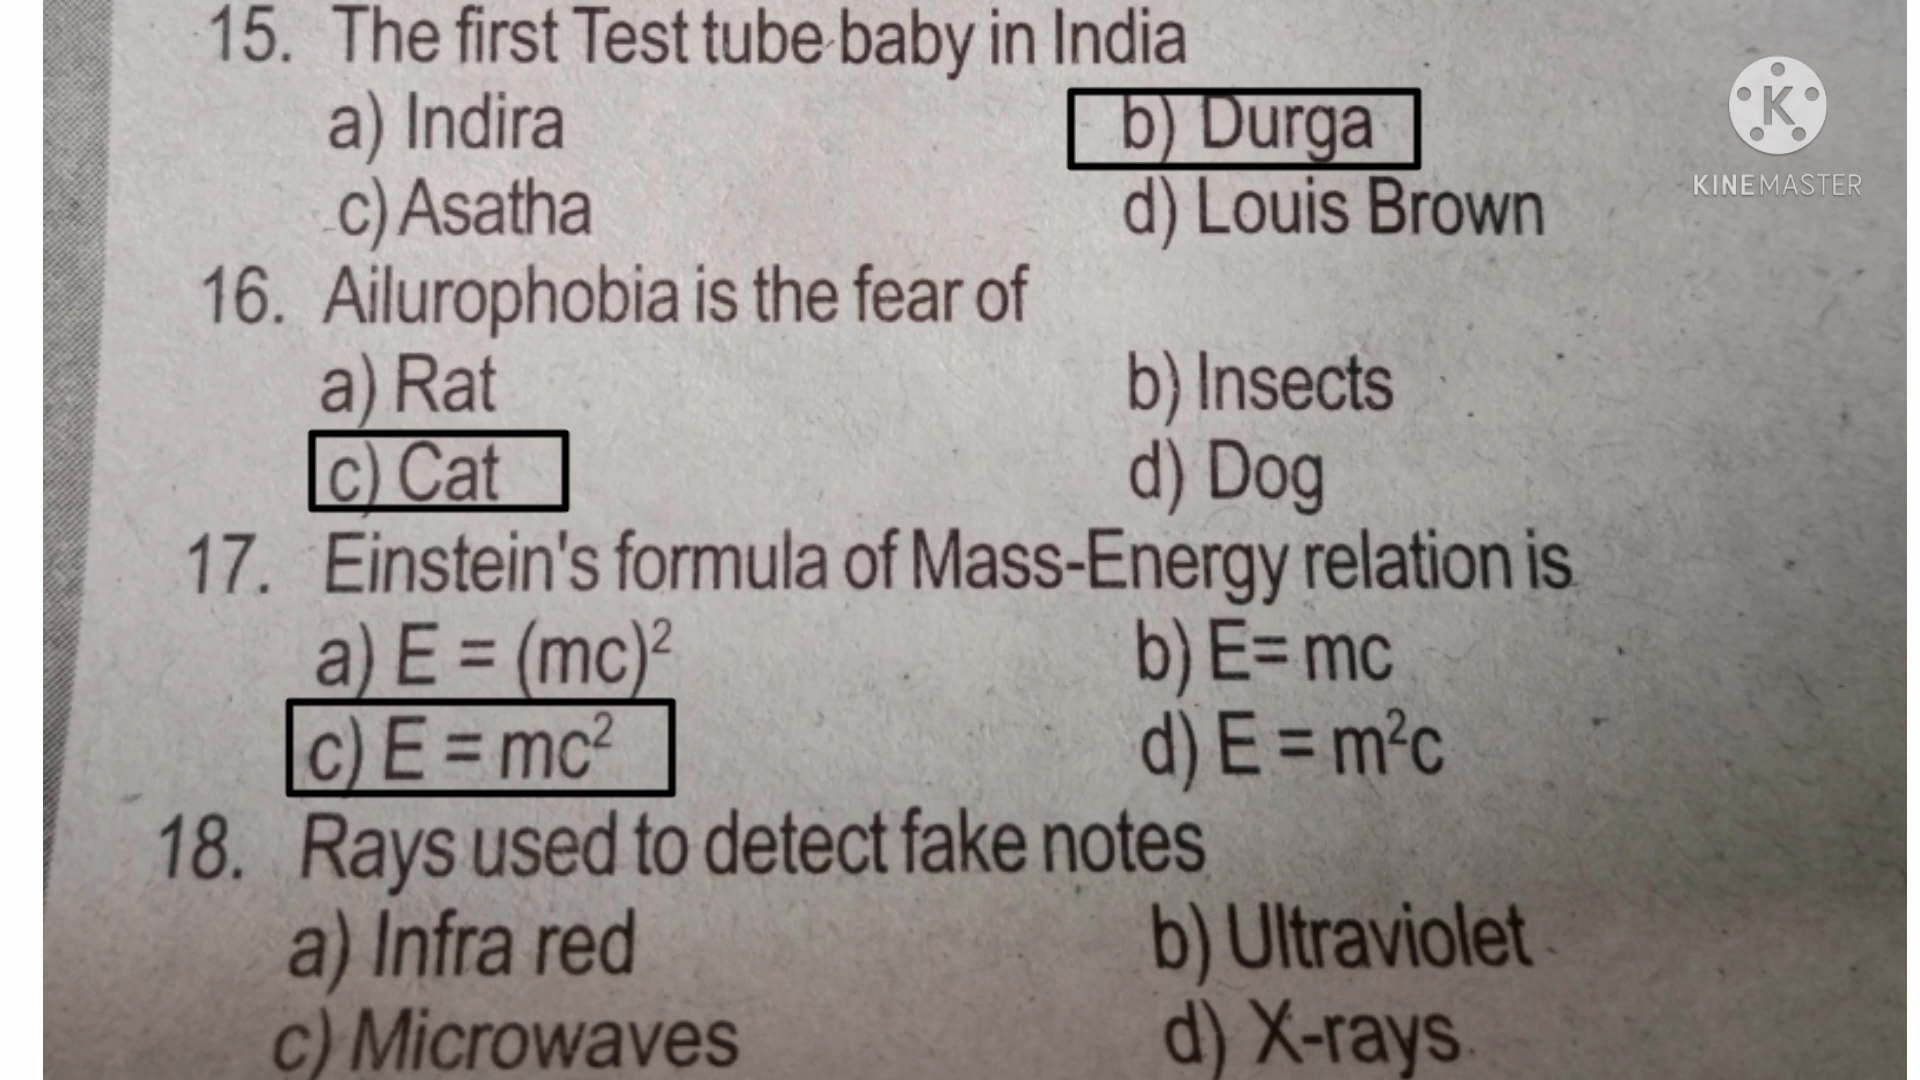 15. The first Test tube baby in India
a) Indira b) Durga
c) Asatha d) Louis Brown
16. Ailurophobia is the fear of
a) Rat b) Insects
c) Cat d) Dog
17. Einstein's formula of Mass-Energy relation is
a) E = (mc)² b) E= mc
c) E = mc² d) E = m²c
18. Rays used to detect fake notes
a) Infra red b) Ultraviolet
c) Microwaves d) X-rays
K
KINEMASTER